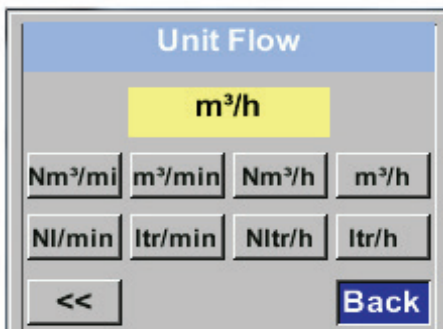 Unit Flow
m³/h
Nm³/mi m³/min Nm³/h m³/h
Nl/min ltr/min Nltr/h ltr/h
<< Back